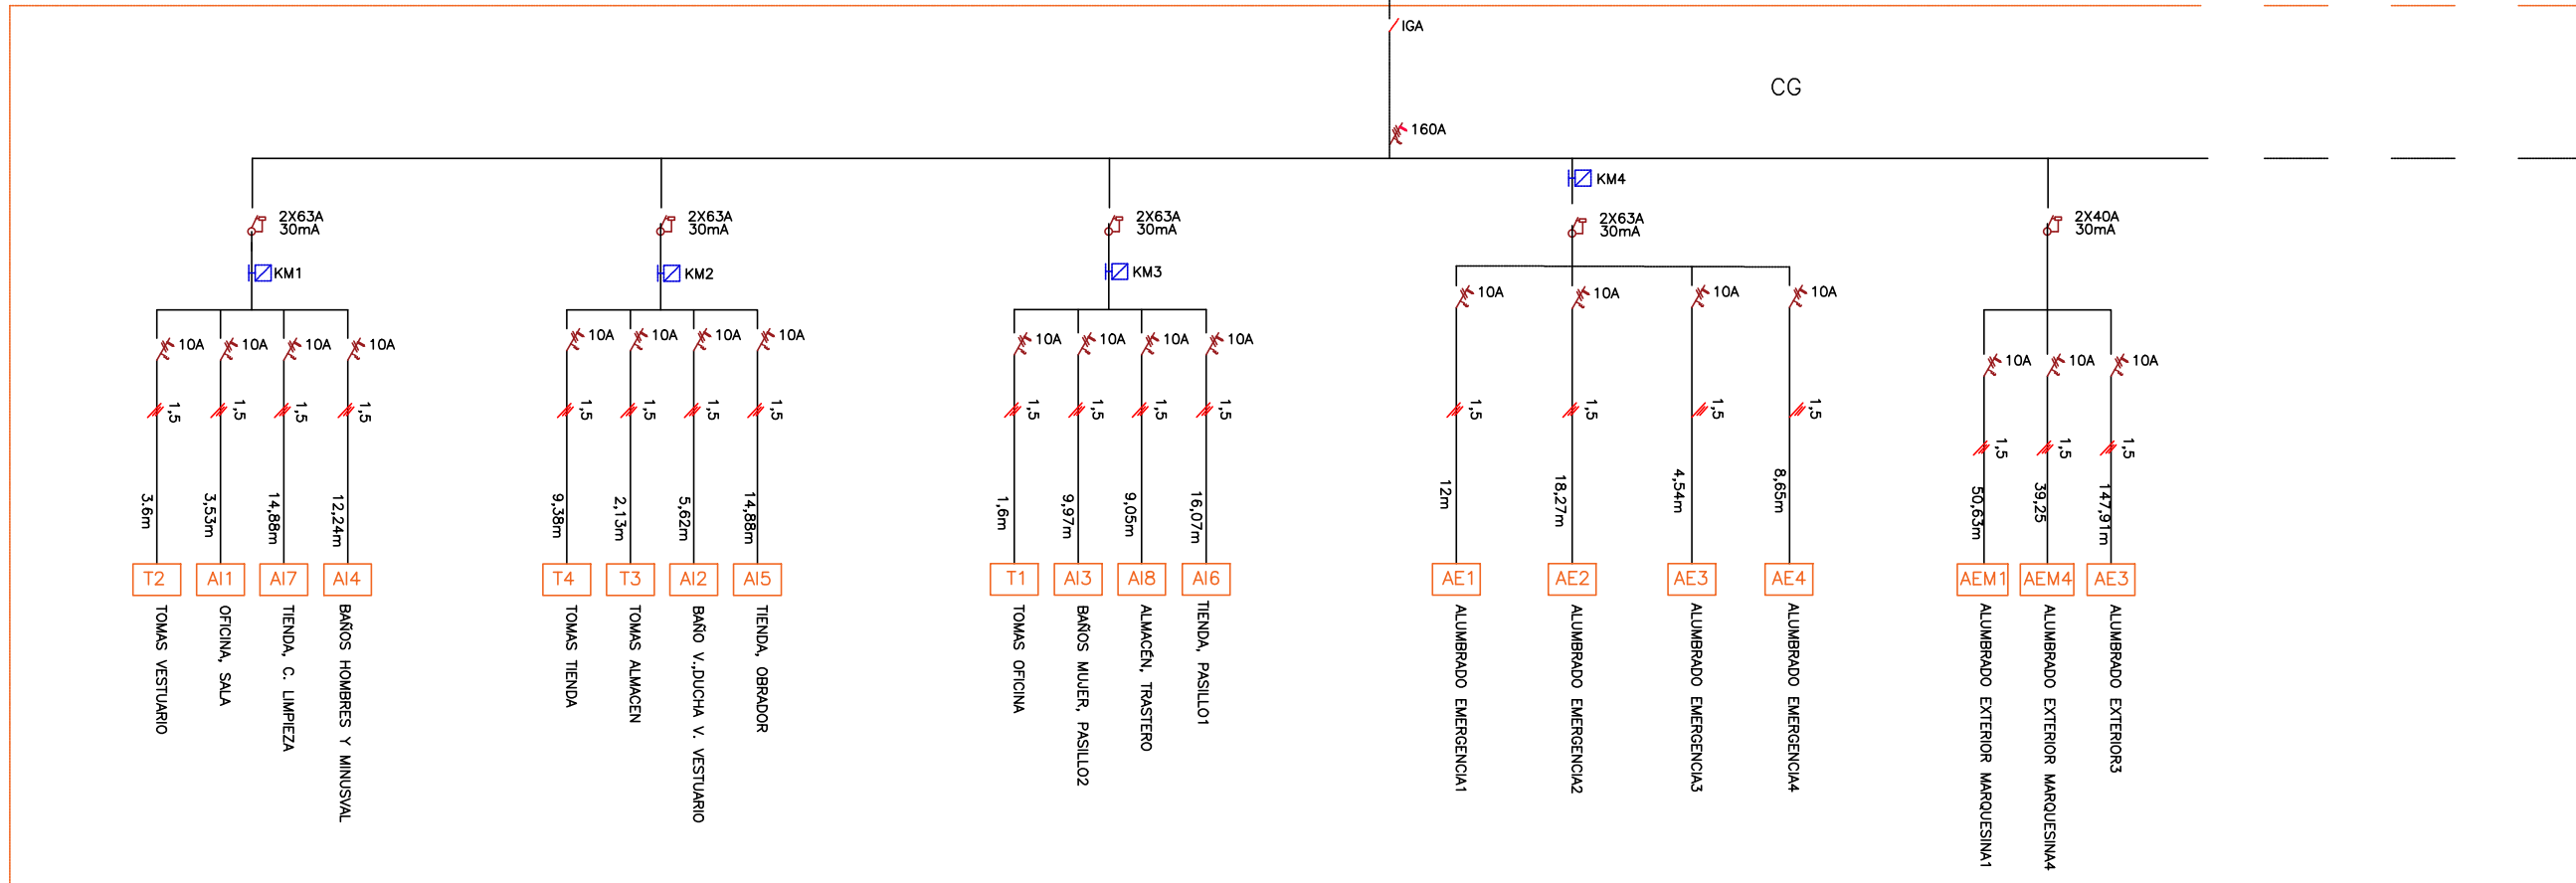 IGA
CG
160A
2X63A
30mA
KM1
10A
10A
10A
10A
1,5
1,5
1,5
1,5
3,6m
3,53m
14,88m
12,24m
T2
AI1
AI7
AI4
TOMAS VESTUARIO
OFICINA, SALA
TIENDA, C. LIMPIEZA
BAÑOS HOMBRES Y MINUSVAL
2X63A
30mA
KM2
10A
10A
10A
10A
1,5
1,5
1,5
1,5
9,38m
2,13m
5,62m
14,88m
T4
T3
AI2
AI5
TOMAS TIENDA
TOMAS ALMACEN
BAÑO V.,DUCHA V. VESTUARIO
TIENDA, OBRADOR
2X63A
30mA
KM3
10A
10A
10A
10A
1,5
1,5
1,5
1,5
1,6m
9,97m
9,05m
16,07m
T1
AI3
AI8
AI6
TOMAS OFICINA
BAÑOS MUJER, PASILLO2
ALMACÉN, TRASTERO
TIENDA, PASILLO1
KM4
2X63A
30mA
10A
10A
10A
10A
1,5
1,5
1,5
1,5
12m
18,27m
4,54m
8,65m
AE1
AE2
AE3
AE4
ALUMBRADO EMERGENCIA1
ALUMBRADO EMERGENCIA2
ALUMBRADO EMERGENCIA3
ALUMBRADO EMERGENCIA4
2X40A
30mA
10A
10A
10A
1,5
1,5
1,5
50,63m
39,25
147,91m
AEM1
AEM4
AE3
ALUMBRADO EXTERIOR MARQUESINA1
ALUMBRADO EXTERIOR MARQUESINA4
ALUMBRADO EXTERIOR3